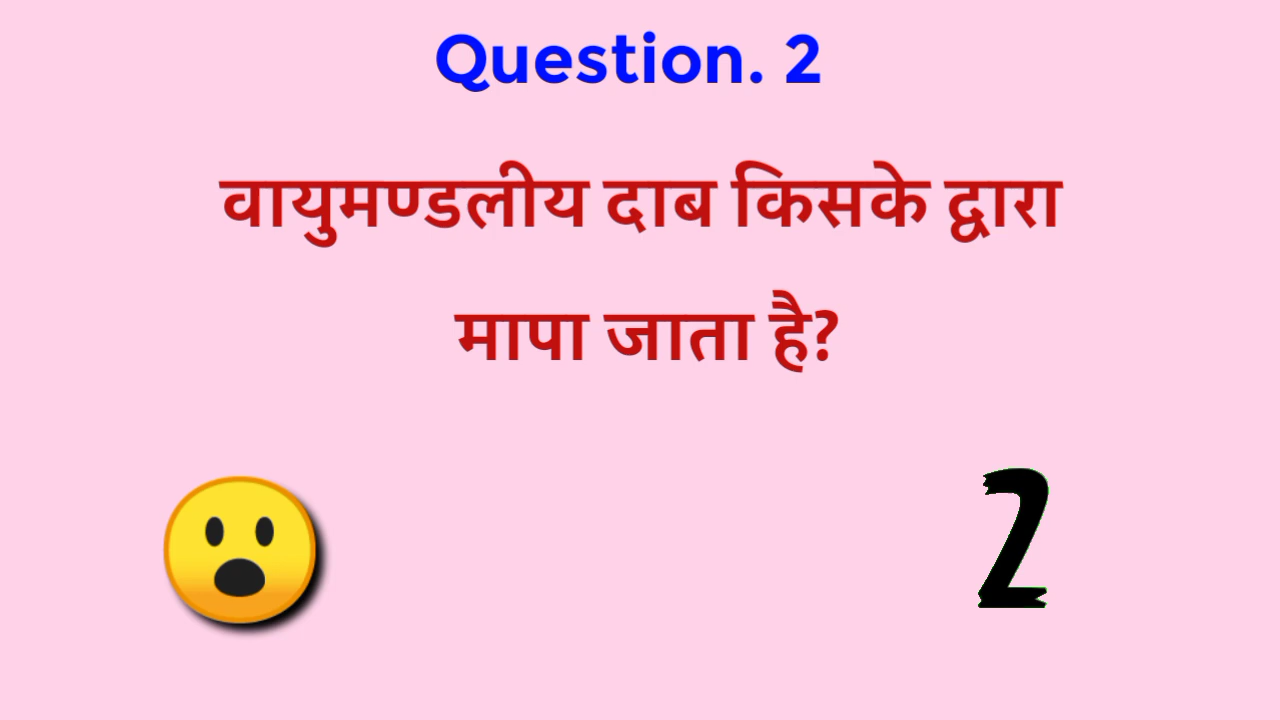 Question. 2
वायुमण्डलीय दाब किसके द्वारा
मापा जाता है?
2